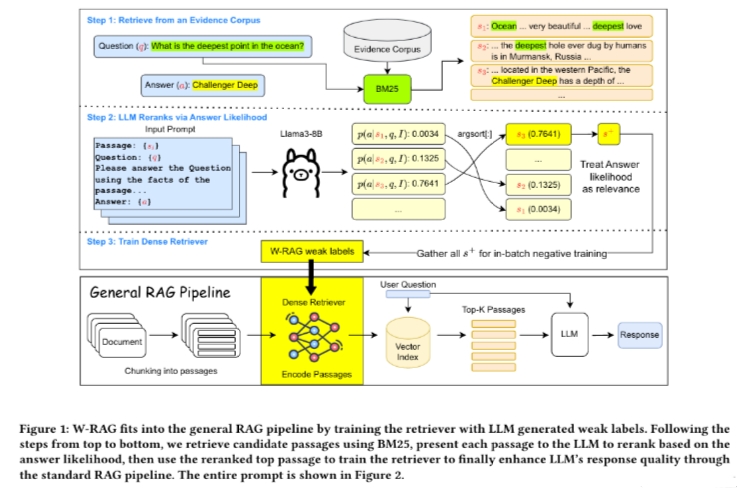 Step 1: Retrieve from an Evidence Corpus
Question (q): What is the deepest point in the ocean?
Answer (a): Challenger Deep
Evidence Corpus
BM25
s₁: Ocean ... very beautiful ... deepest love
s₂: ... the deepest hole ever dug by humans
is in Murmansk, Russia ...
s₃: ... located in the western Pacific, the
Challenger Deep has a depth of ...
...
Step 2: LLM Reranks via Answer Likelihood
Input Prompt
Passage: {sᵢ}
Question: {q}
Please answer the Question
using the facts of the
passage...
Answer: {a}
Llama3-8B
p(a|s₁, q, I): 0.0034
p(a|s₂, q, I): 0.1325
p(a|s₃, q, I): 0.7641
...
argsort[:]
s₃ (0.7641)
...
s₂ (0.1325)
s₁ (0.0034)
s⁺
Treat Answer
likelihood
as relevance
Step 3: Train Dense Retriever
W-RAG weak labels
Gather all s⁺ for in-batch negative training
General RAG Pipeline
Document
Chunking into passages
Dense Retriever
Encode Passages
User Question
Vector
Index
Top-K Passages
LLM
Response
Figure 1: W-RAG fits into the general RAG pipeline by training the retriever with LLM generated weak labels. Following the
steps from top to bottom, we retrieve candidate passages using BM25, present each passage to the LLM to rerank based on the
answer likelihood, then use the reranked top passage to train the retriever to finally enhance LLM's response quality through
the standard RAG pipeline. The entire prompt is shown in Figure 2.